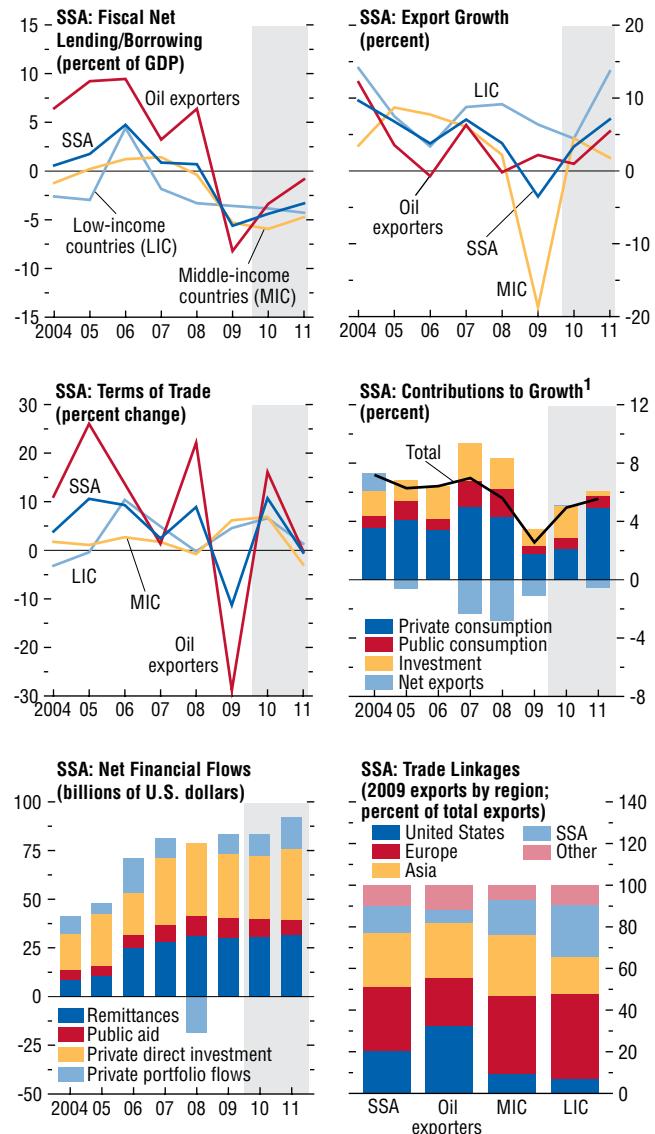 SSA: Fiscal Net
Lending/Borrowing
(percent of GDP)
15
10
5
0
-5
-10
-15
Oil exporters
SSA
Low-income
countries (LIC)
Middle-income
countries (MIC)
2004 05 06 07 08 09 10 11
SSA: Export Growth
(percent)
20
10
0
-10
-20
LIC
Oil
exporters
SSA
MIC
2004 05 06 07 08 09 10 11
SSA: Terms of Trade
(percent change)
30
20
10
0
-10
-20
-30
SSA
LIC
MIC
Oil
exporters
2004 05 06 07 08 09 10 11
SSA: Contributions to Growth1
(percent)
12
8
4
0
-4
-8
Total
Private consumption
Public consumption
Investment
Net exports
2004 05 06 07 08 09 10 11
SSA: Net Financial Flows
(billions of U.S. dollars)
100
75
50
25
0
-25
-50
Remittances
Public aid
Private direct investment
Private portfolio flows
2004 05 06 07 08 09 10 11
SSA: Trade Linkages
(2009 exports by region;
percent of total exports)
140
120
100
80
60
40
20
0
United States
Europe
Asia
SSA
Other
SSA Oil exporters MIC LIC